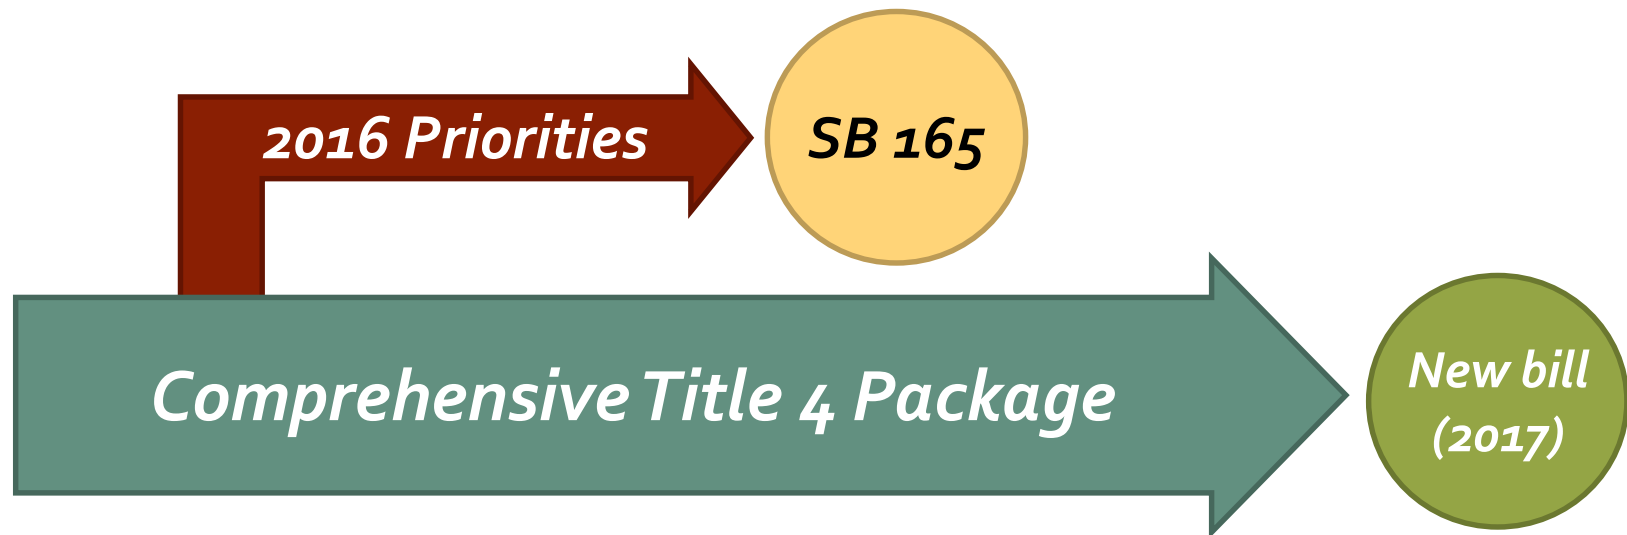 2016 Priorities
SB 165
Comprehensive Title 4 Package
New bill
(2017)